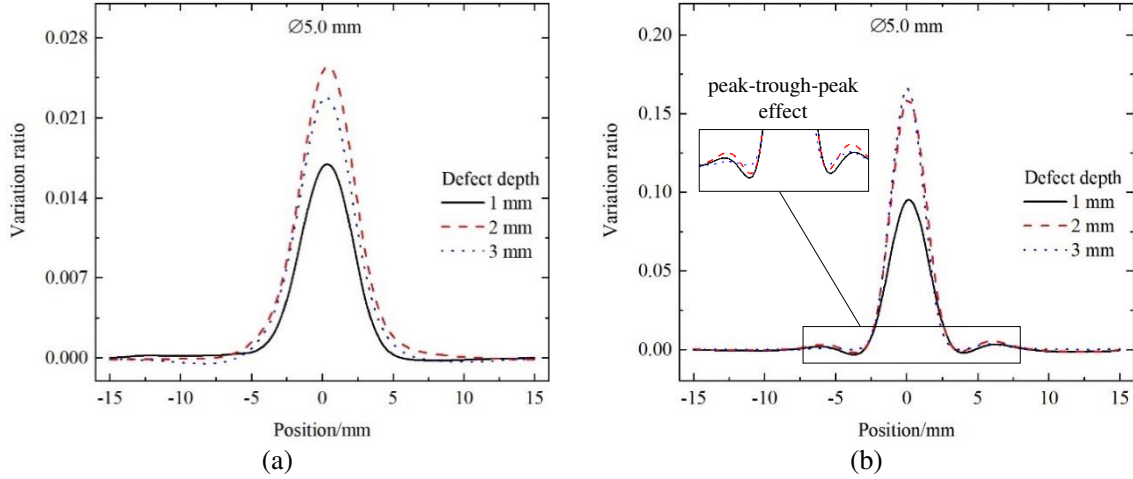 ∅5.0 mm
0.028
0.021
0.014
0.007
0.000
Variation ratio
Defect depth
1 mm
2 mm
3 mm
-15
-10
-5
0
5
10
15
Position/mm
(a)
∅5.0 mm
peak-trough-peak
effect
0.20
0.15
0.10
0.05
0.00
Variation ratio
Defect depth
1 mm
2 mm
3 mm
-15
-10
-5
0
5
10
15
Position/mm
(b)